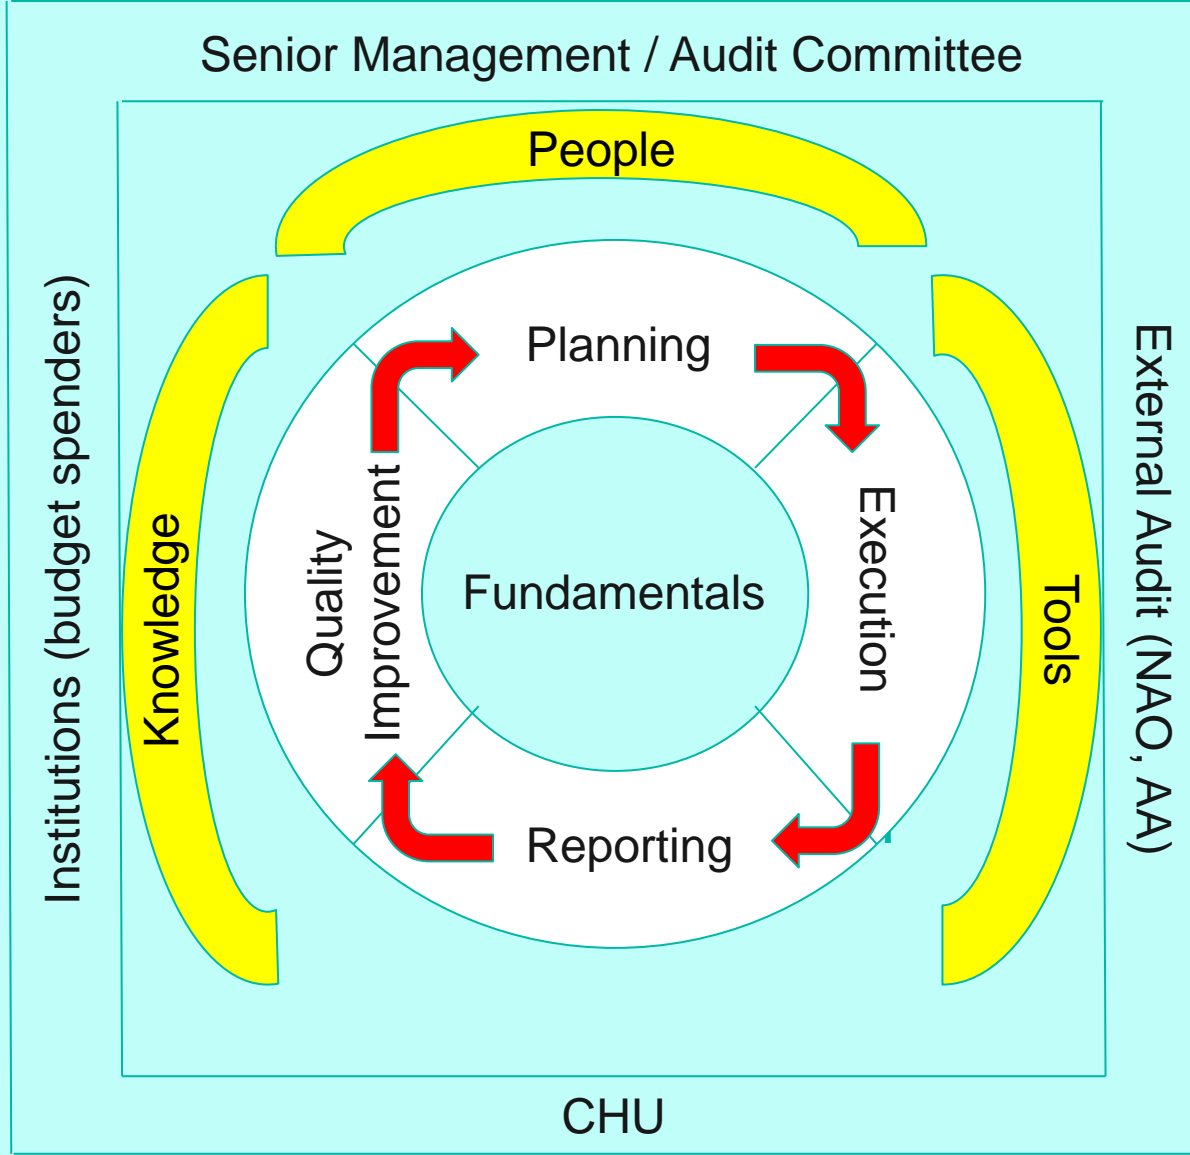 Senior Management / Audit Committee
People
Planning
Institutions (budget spenders)
Knowledge
Quality
Improvement
Fundamentals
Execution
Tools
External Audit (NAO, AA)
Reporting
CHU